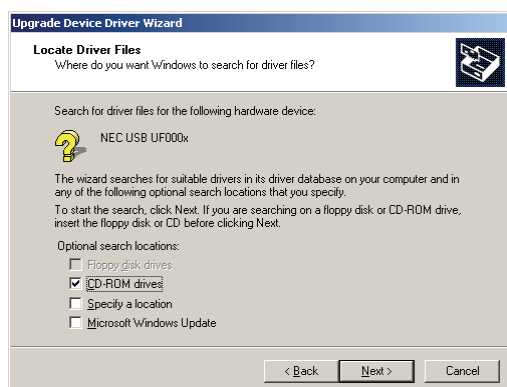 Upgrade Device Driver Wizard
Locate Driver Files
Where do you want Windows to search for driver files?
Search for driver files for the following hardware device:
NEC USB UF000x
The wizard searches for suitable drivers in its driver database on your computer and in
any of the following optional search locations that you specify.
To start the search, click Next. If you are searching on a floppy disk or CD-ROM drive,
insert the floppy disk or CD before clicking Next.
Optional search locations:
Floppy disk drives
CD-ROM drives
Specify a location
Microsoft Windows Update
< Back
Next >
Cancel